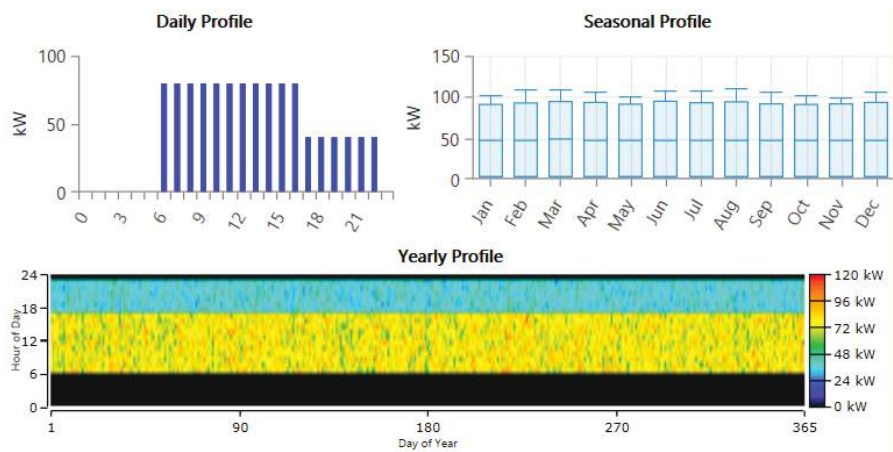 Daily Profile
Seasonal Profile
100
50
0
kW
0
3
6
9
12
15
18
21
150
100
50
0
kW
Jan
Feb
Mar
Apr
May
Jun
Jul
Aug
Sep
Oct
Nov
Dec
Yearly Profile
24
18
12
6
0
Hour of Day
1
90
180
270
365
Day of Year
120 kW
96 kW
72 kW
48 kW
24 kW
0 kW